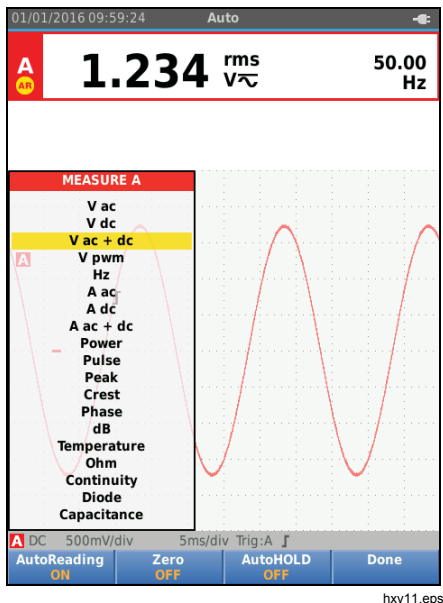 01/01/2016 09:59:24 Auto
A AR 1.234 rms V 50.00 Hz
MEASURE A
V ac
V dc
V ac + dc
V pwm
Hz
A ac
A dc
A ac + dc
Power
Pulse
Peak
Crest
Phase
dB
Temperature
Ohm
Continuity
Diode
Capacitance
A
A DC 500mV/div 5ms/div Trig:A
AutoReading Zero AutoHOLD Done
ON OFF OFF
hxy11.eps